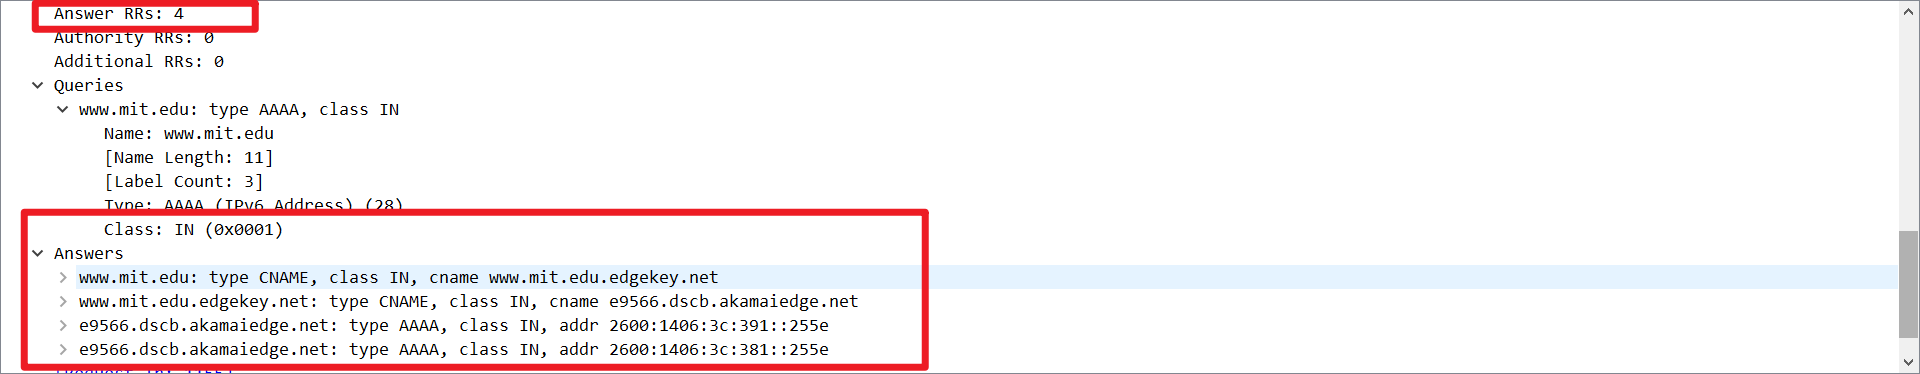 Answer RRs: 4
Authority RRs: 0
Additional RRs: 0
Queries
www.mit.edu: type AAAA, class IN
Name: www.mit.edu
[Name Length: 11]
[Label Count: 3]
Type: AAAA (IPv6 Address) (28)
Class: IN (0x0001)
Answers
www.mit.edu: type CNAME, class IN, cname www.mit.edu.edgekey.net
www.mit.edu.edgekey.net: type CNAME, class IN, cname e9566.dscb.akamaiedge.net
e9566.dscb.akamaiedge.net: type AAAA, class IN, addr 2600:1406:3c:391::255e
e9566.dscb.akamaiedge.net: type AAAA, class IN, addr 2600:1406:3c:381::255e